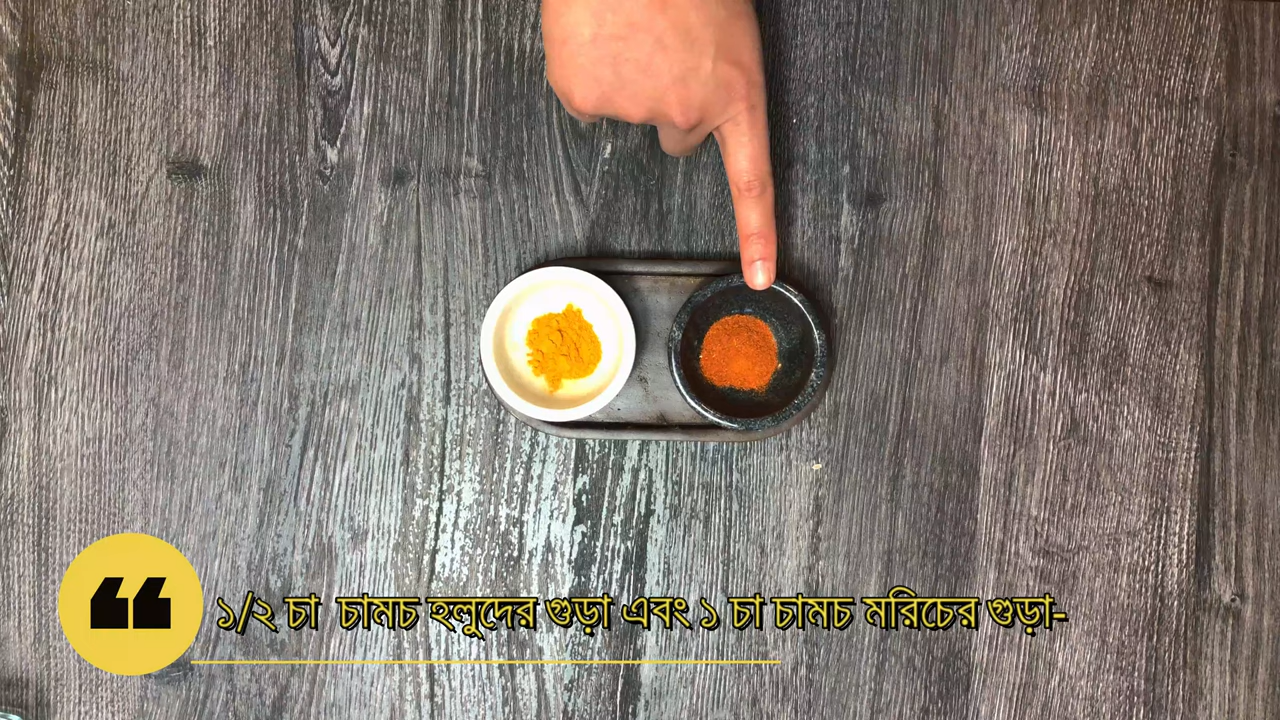 ১/২ চা  চামচ হলুদের গুড়া এবং ১ চা চামচ মরিচের গুড়া-